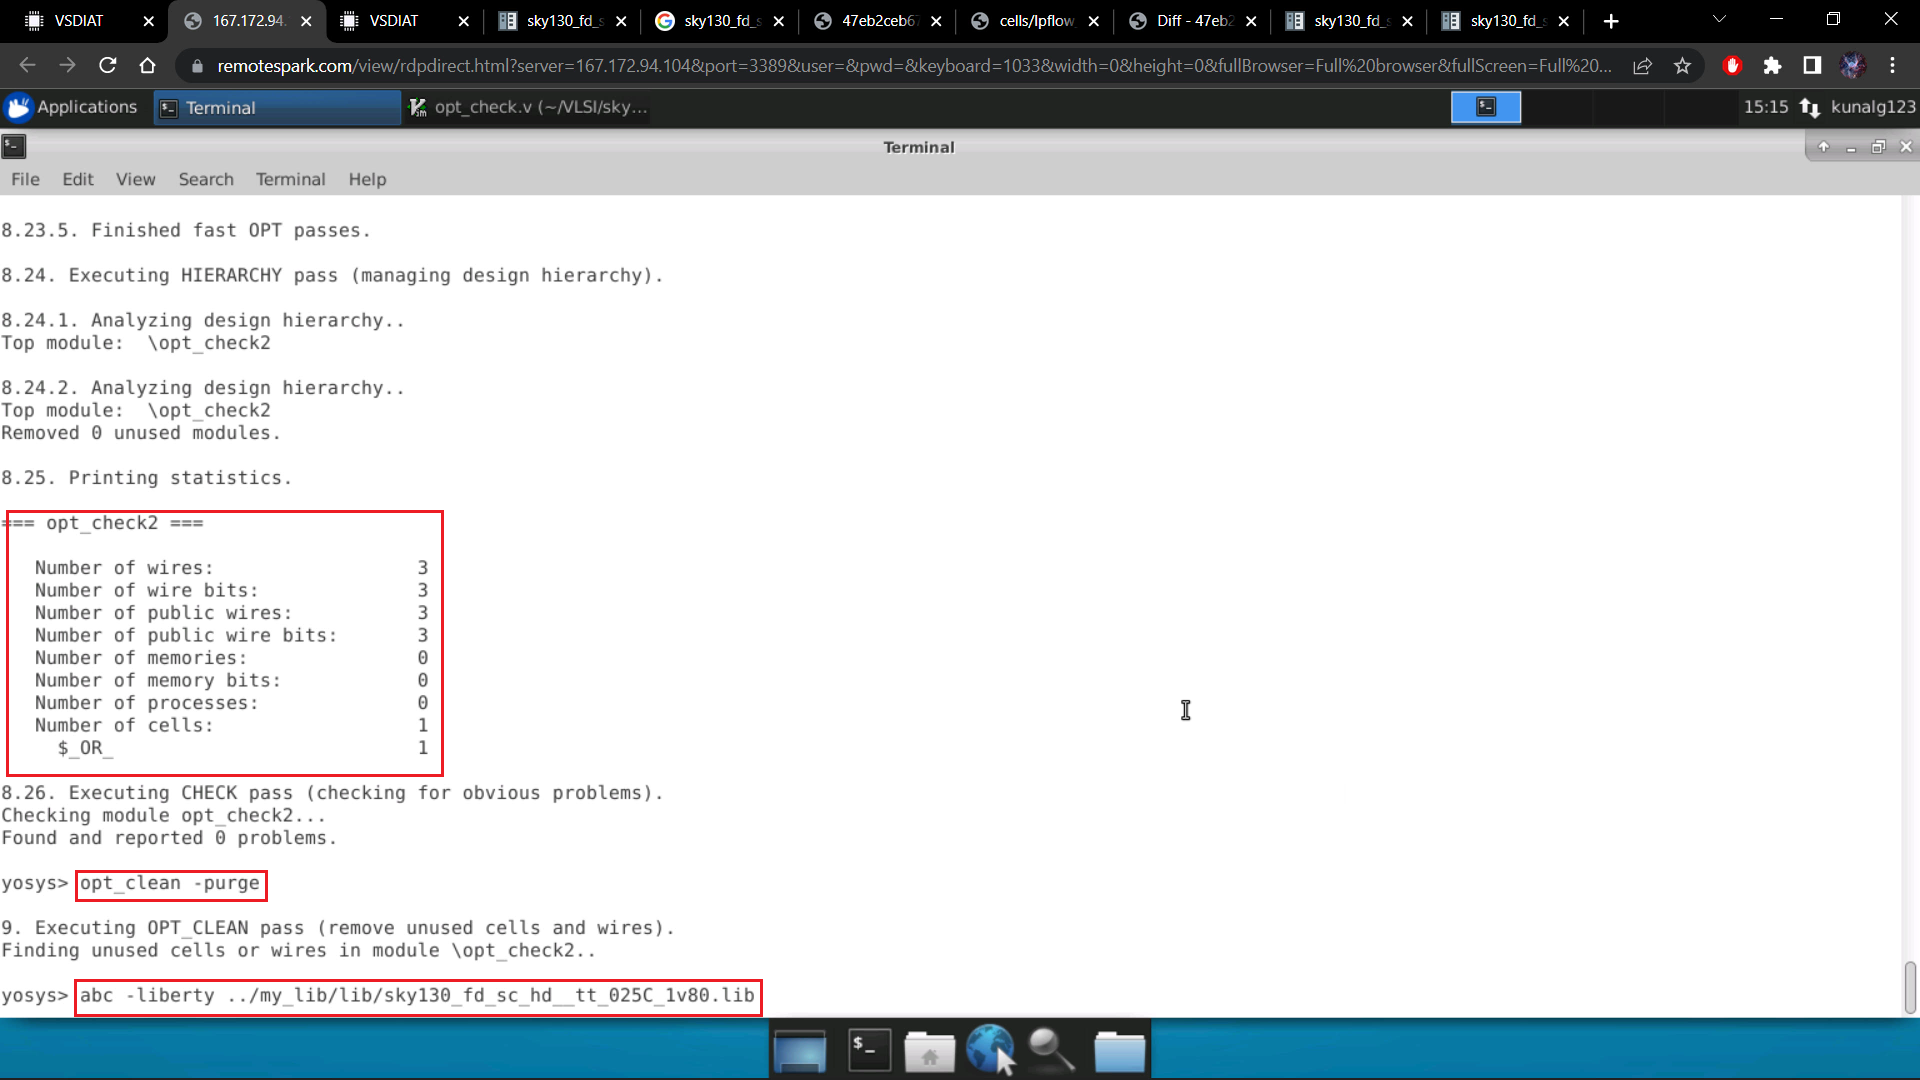 VSDIAT
167.172.94.
VSDIAT
sky130_fd_s
sky130_fd_s
47eb2ceb67
cells/lpflow
Diff - 47eb2
sky130_fd_s
sky130_fd_s
remotespark.com/view/rdpdirect.html?server=167.172.94.104&port=3389&user=&pwd=&keyboard=1033&width=0&height=0&fullBrowser=Full%20browser&fullScreen=Full%20...
Applications
Terminal
opt_check.v (~/VLSI/sky...
15:15
kunalg123
Terminal
File Edit View Search Terminal Help
8.23.5. Finished fast OPT passes.
8.24. Executing HIERARCHY pass (managing design hierarchy).
8.24.1. Analyzing design hierarchy..
Top module:  \opt_check2
8.24.2. Analyzing design hierarchy..
Top module:  \opt_check2
Removed 0 unused modules.
8.25. Printing statistics.
=== opt_check2 ===
Number of wires: 3
Number of wire bits: 3
Number of public wires: 3
Number of public wire bits: 3
Number of memories: 0
Number of memory bits: 0
Number of processes: 0
Number of cells: 1
$_OR_ 1
8.26. Executing CHECK pass (checking for obvious problems).
Checking module opt_check2...
Found and reported 0 problems.
yosys> opt_clean -purge
9. Executing OPT_CLEAN pass (remove unused cells and wires).
Finding unused cells or wires in module \opt_check2..
yosys> abc -liberty ../my_lib/lib/sky130_fd_sc_hd__tt_025C_1v80.lib